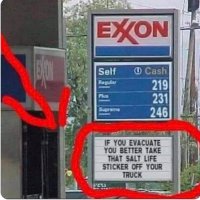 EXXON
Self Cash
Regular 219
Plus 231
Supreme 246
EXON
IF YOU EVACUATE
YOU BETTER TAKE
THAT SALT LIFE
STICKER OFF YOUR
TRUCK